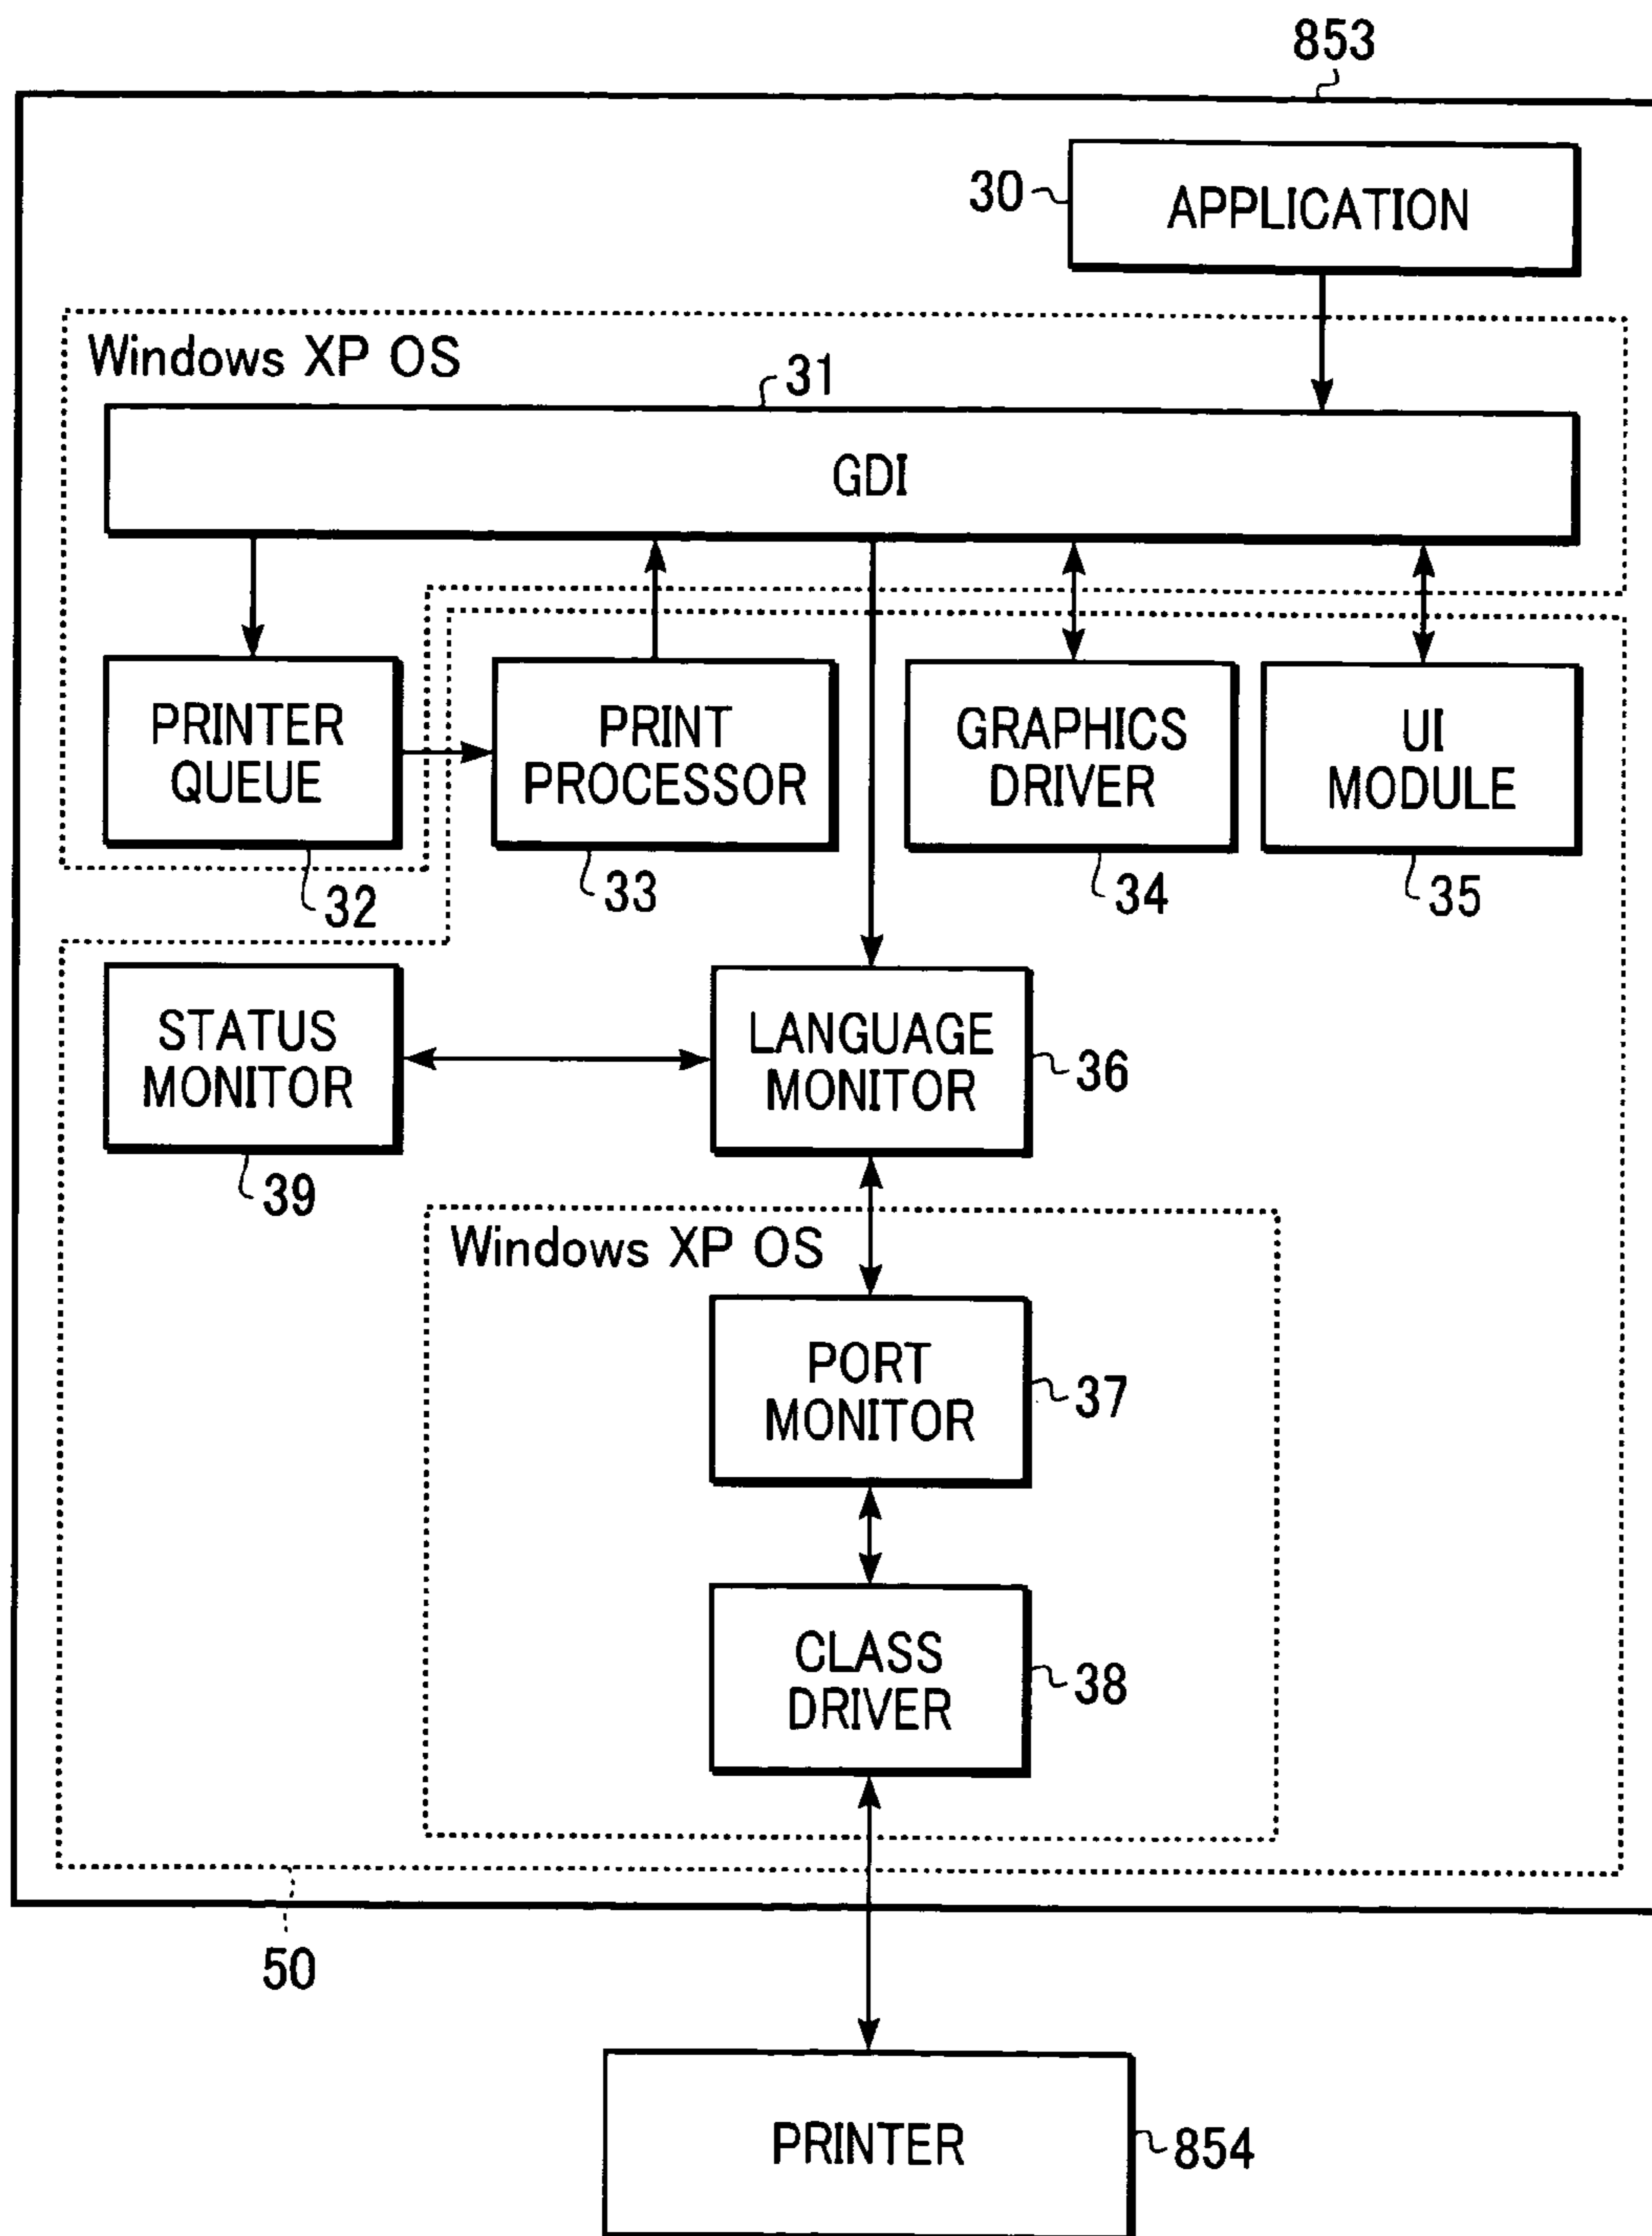 853
30
APPLICATION
Windows XP OS
31
GDI
PRINTER
QUEUE
32
PRINT
PROCESSOR
33
GRAPHICS
DRIVER
34
UI
MODULE
35
STATUS
MONITOR
39
LANGUAGE
MONITOR
36
Windows XP OS
PORT
MONITOR
37
CLASS
DRIVER
38
50
PRINTER
854